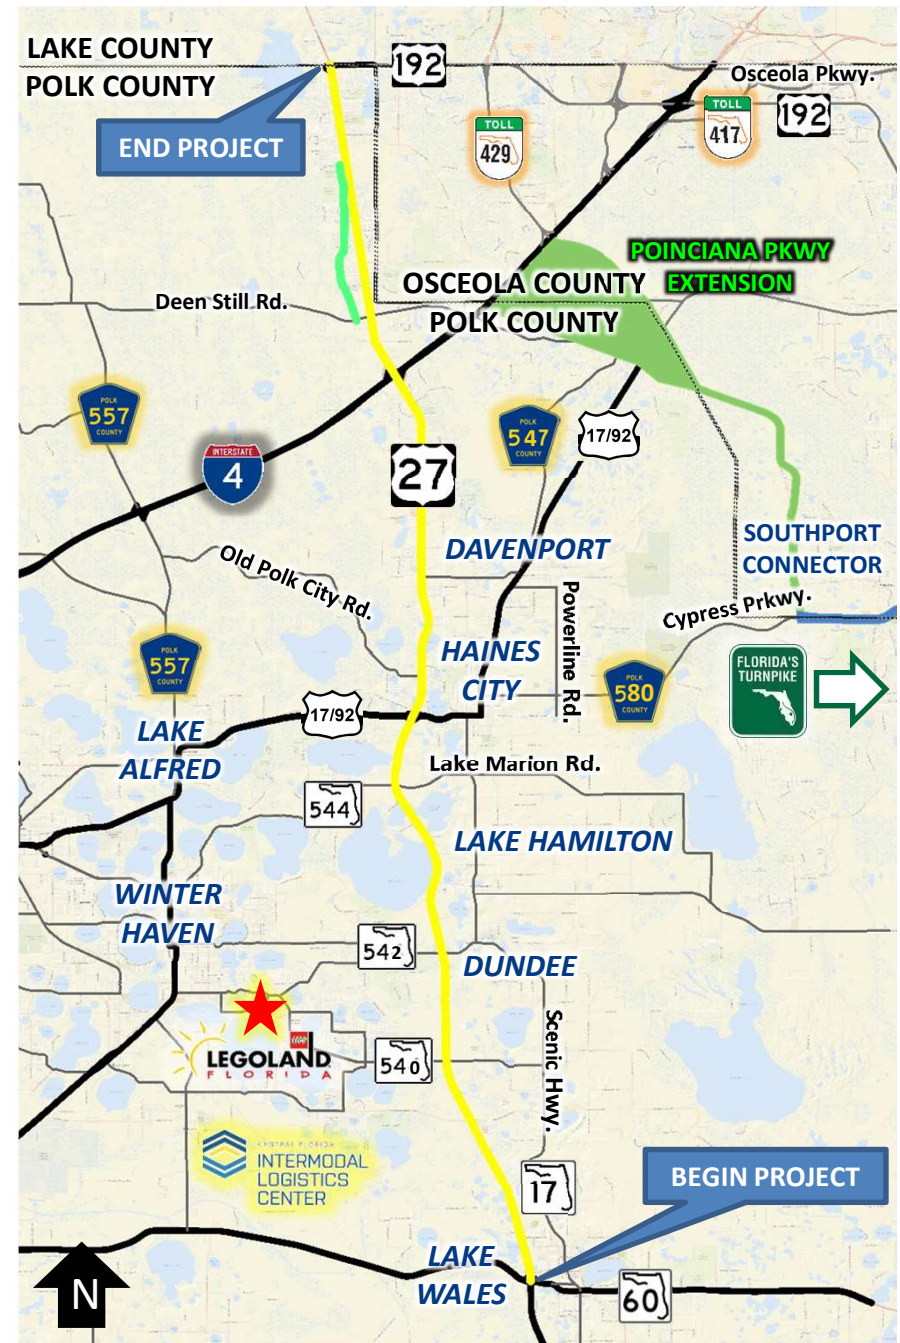 LAKE COUNTY
POLK COUNTY
192
Osceola Pkwy.
END PROJECT
TOLL
429
TOLL
417
192
POINCIANA PKWY
EXTENSION
OSCEOLA COUNTY
POLK COUNTY
Deen Still Rd.
POLK
557
COUNTY
INTERSTATE
4
27
POLK
547
COUNTY
17/92
DAVENPORT
SOUTHPORT
CONNECTOR
Old Polk City Rd.
Powerline Rd.
Cypress Prkwy.
POLK
557
COUNTY
HAINES
CITY
POLK
580
COUNTY
FLORIDA'S
TURNPIKE
17/92
LAKE
ALFRED
Lake Marion Rd.
544
LAKE HAMILTON
WINTER
HAVEN
542
DUNDEE
LEGO
LEGOLAND
FLORIDA
540
Scenic Hwy.
CENTRAL FLORIDA
INTERMODAL
LOGISTICS
CENTER
17
BEGIN PROJECT
LAKE
WALES
60
N